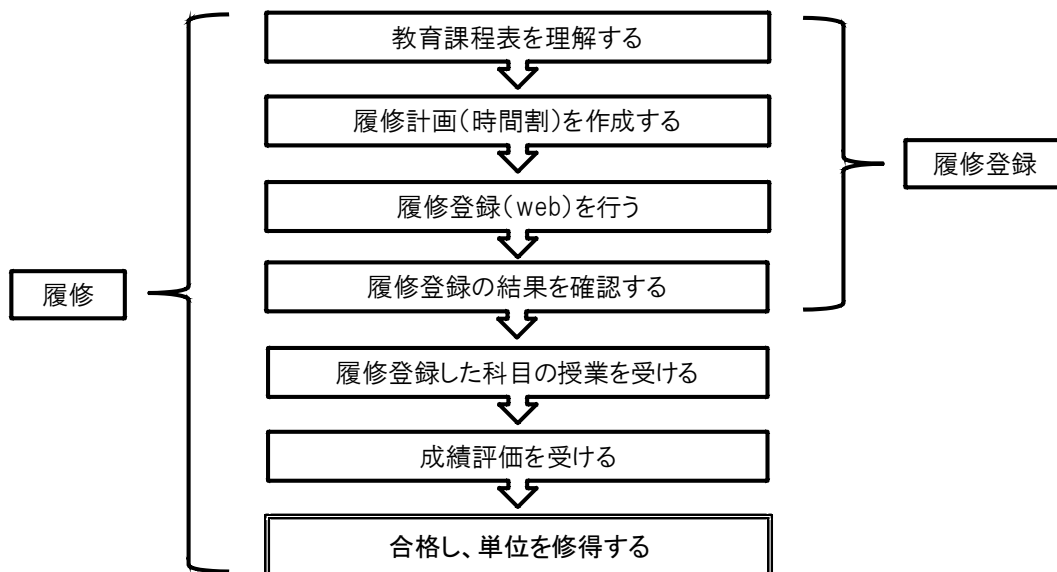 教育課程表を理解する
履修計画（時間割）を作成する
履修登録
履修登録（web）を行う
履修
履修登録の結果を確認する
履修登録した科目の授業を受ける
成績評価を受ける
合格し、単位を修得する